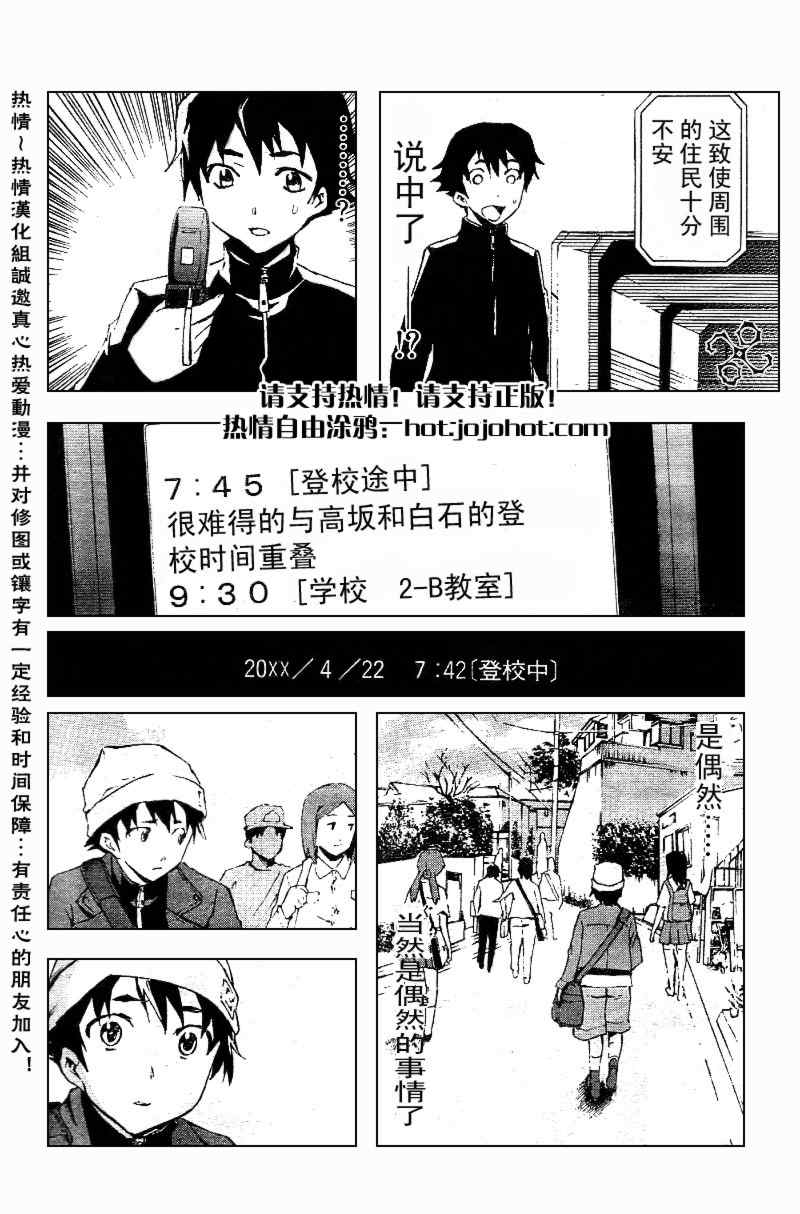 这致使周围
的住民十分
不安
说中了
——!?
………?
请支持热情！请支持正版！
热情自由涂鸦：hotjojohot.com
7：45 [登校途中]
很难得的与高坂和白石的登
校时间重叠
9：30 [学校 2-B教室]
20xx／4／22 7：42[登校中]
是偶然……
当然是偶然的事情了
热情~热情漢化組誠邀真心热爱動漫…并对修图或镶字有一定经验和时间保障…有责任心的朋友加入！